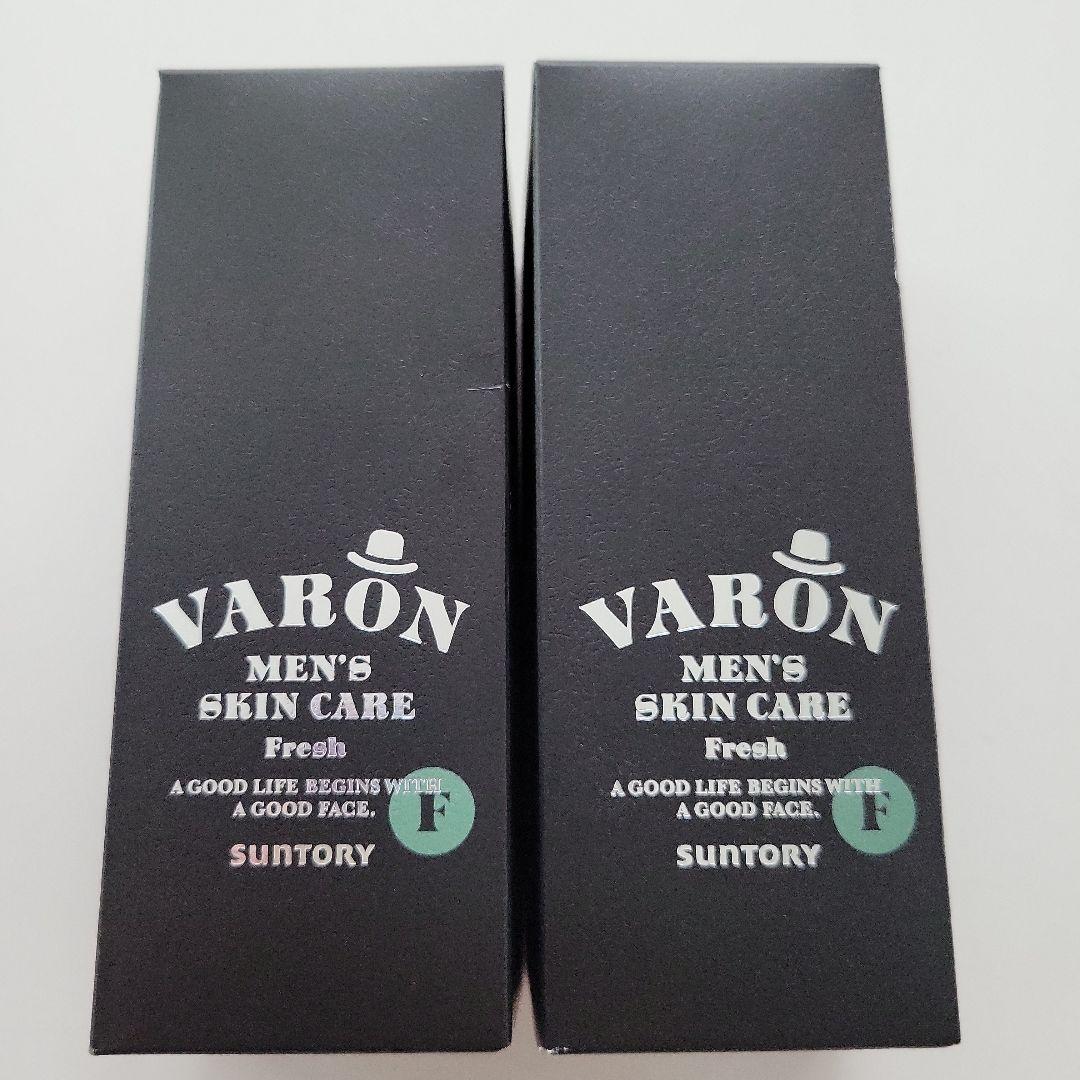 VARON
MEN'S
SKIN CARE
Fresh
A GOOD LIFE BEGINS WITH
A GOOD FACE.
F
SUNTORY
VARON
MEN'S
SKIN CARE
Fresh
A GOOD LIFE BEGINS WITH
A GOOD FACE.
F
SUNTORY